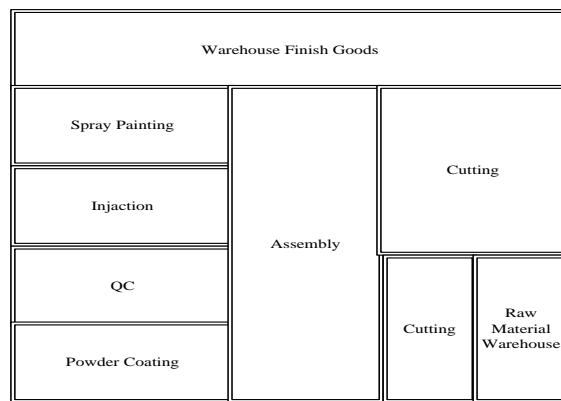 Warehouse Finish Goods
Spray Painting
Injaction
QC
Powder Coating
Assembly
Cutting
Cutting
Raw
Material
Warehouse